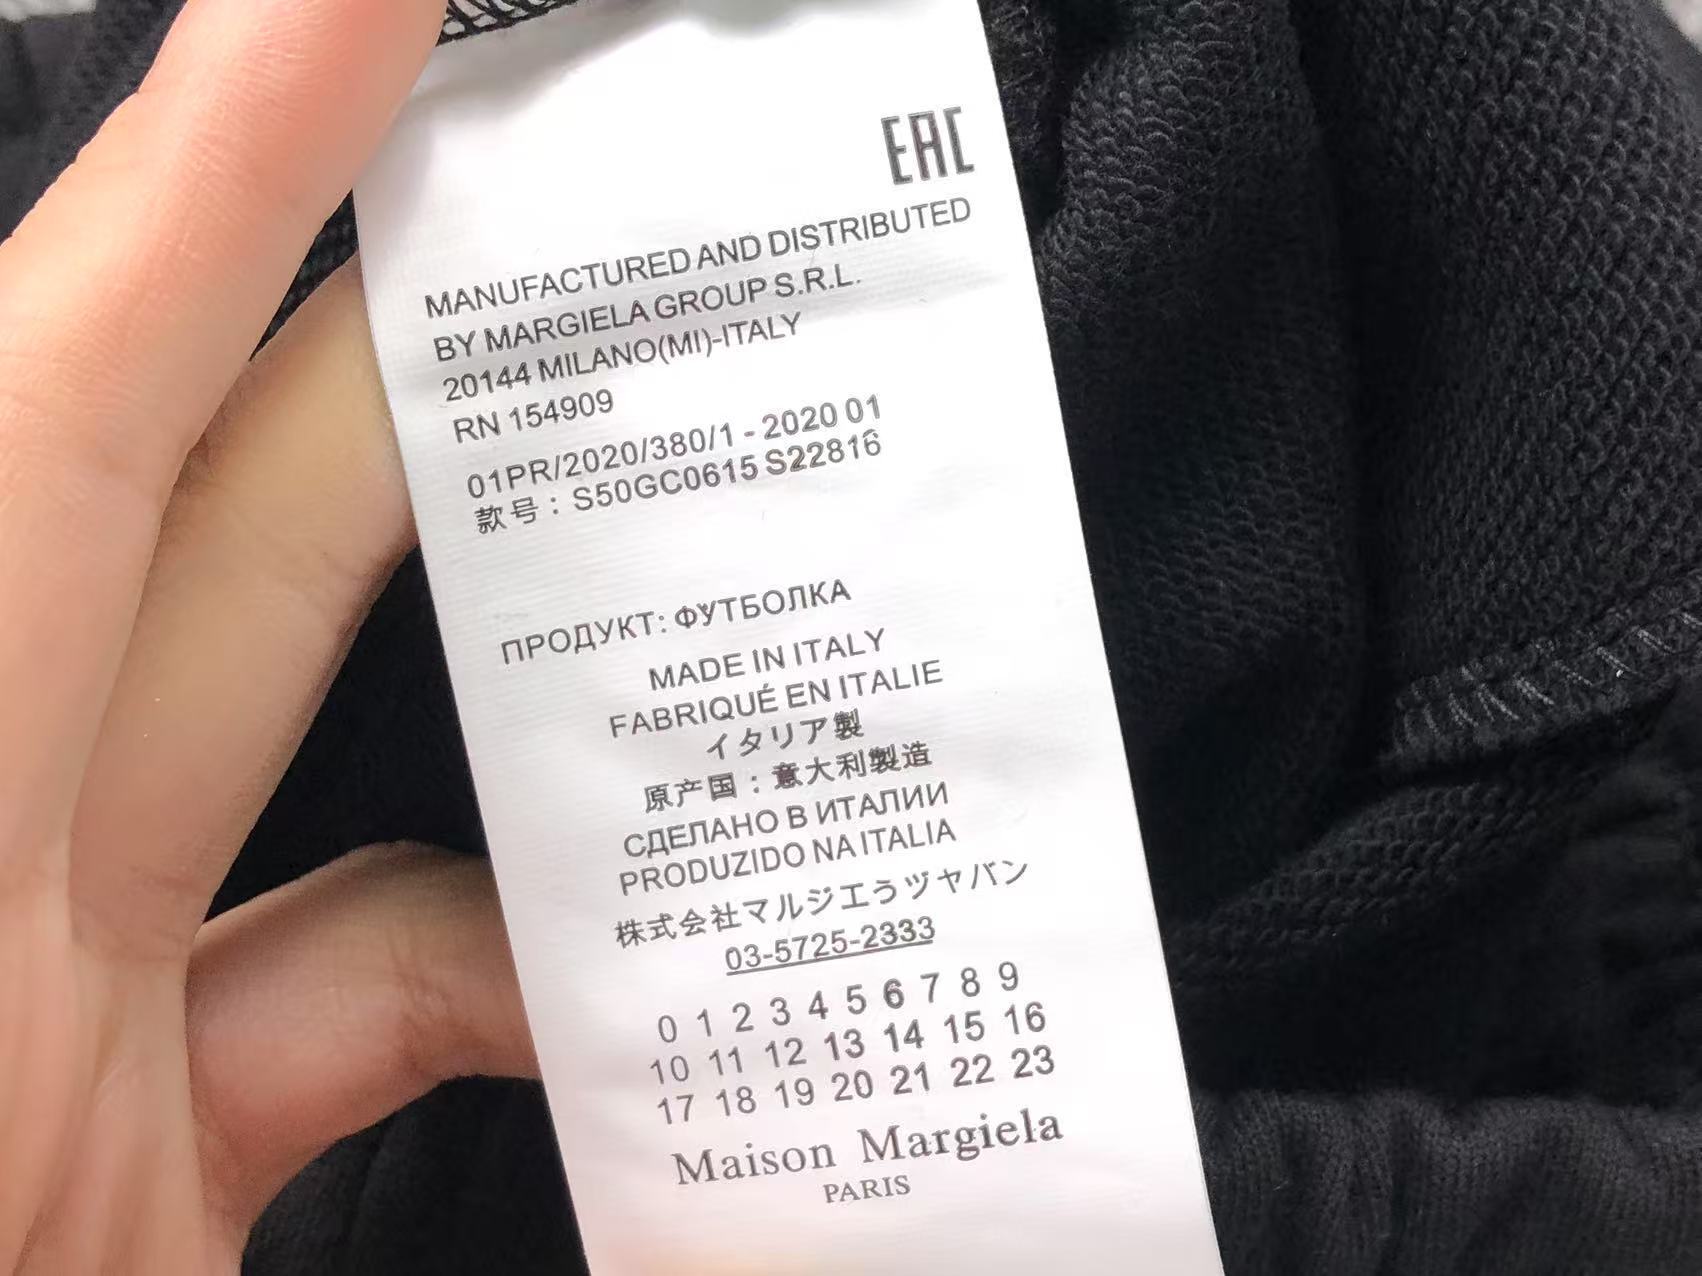 EAC
MANUFACTURED AND DISTRIBUTED
BY MARGIELA GROUP S.R.L.
20144 MILANO(MI)-ITALY
RN 154909
01PR/2020/380/1 - 2020 01
款号：S50GC0615 S22816
ПРОДУКТ: ФУТБОЛКА
MADE IN ITALY
FABRIQUÉ EN ITALIE
イタリア製
原产国：意大利製造
СДЕЛАНО В ИТАЛИИ
PRODUZIDO NA ITALIA
株式会社マルジエうヅヤバン
03-5725-2333
0 1 2 3 4 5 6 7 8 9
10 11 12 13 14 15 16
17 18 19 20 21 22 23
Maison Margiela
PARIS